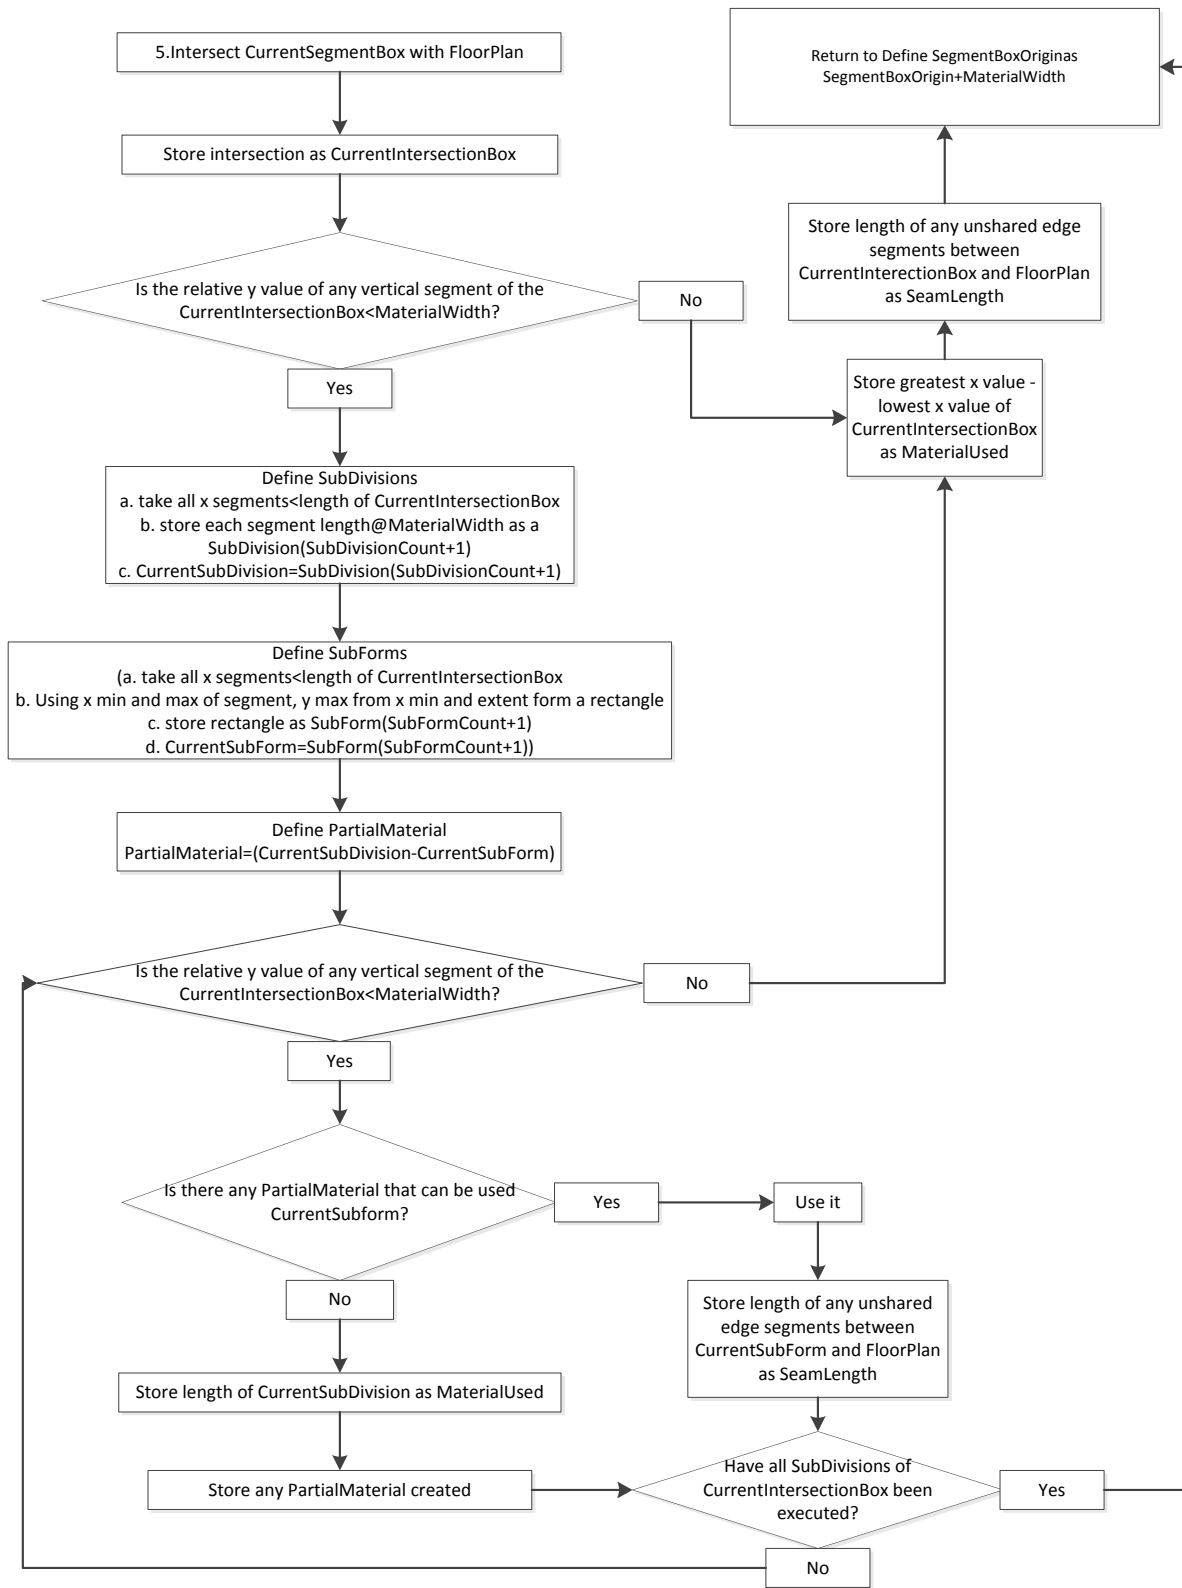 5.Intersect CurrentSegmentBox with FloorPlan
Return to Define SegmentBoxOriginas
SegmentBoxOrigin+MaterialWidth
Store intersection as CurrentIntersectionBox
Is the relative y value of any vertical segment of the
CurrentIntersectionBox<MaterialWidth?
No
Yes
Store length of any unshared edge
segments between
CurrentInterectionBox and FloorPlan
as SeamLength
Store greatest x value -
lowest x value of
CurrentIntersectionBox
as MaterialUsed
Define SubDivisions
a. take all x segments<length of CurrentIntersectionBox
b. store each segment length@MaterialWidth as a
SubDivision(SubDivisionCount+1)
c. CurrentSubDivision=SubDivision(SubDivisionCount+1)
Define SubForms
(a. take all x segments<length of CurrentIntersectionBox
b. Using x min and max of segment, y max from x min and extent form a rectangle
c. store rectangle as SubForm(SubFormCount+1)
d. CurrentSubForm=SubForm(SubFormCount+1))
Define PartialMaterial
PartialMaterial=(CurrentSubDivision-CurrentSubForm)
Is the relative y value of any vertical segment of the
CurrentIntersectionBox<MaterialWidth?
No
Yes
Is there any PartialMaterial that can be used
CurrentSubform?
Yes
Use it
No
Store length of any unshared
edge segments between
CurrentSubForm and FloorPlan
as SeamLength
Store length of CurrentSubDivision as MaterialUsed
Store any PartialMaterial created
Have all SubDivisions of
CurrentIntersectionBox been
executed?
Yes
No